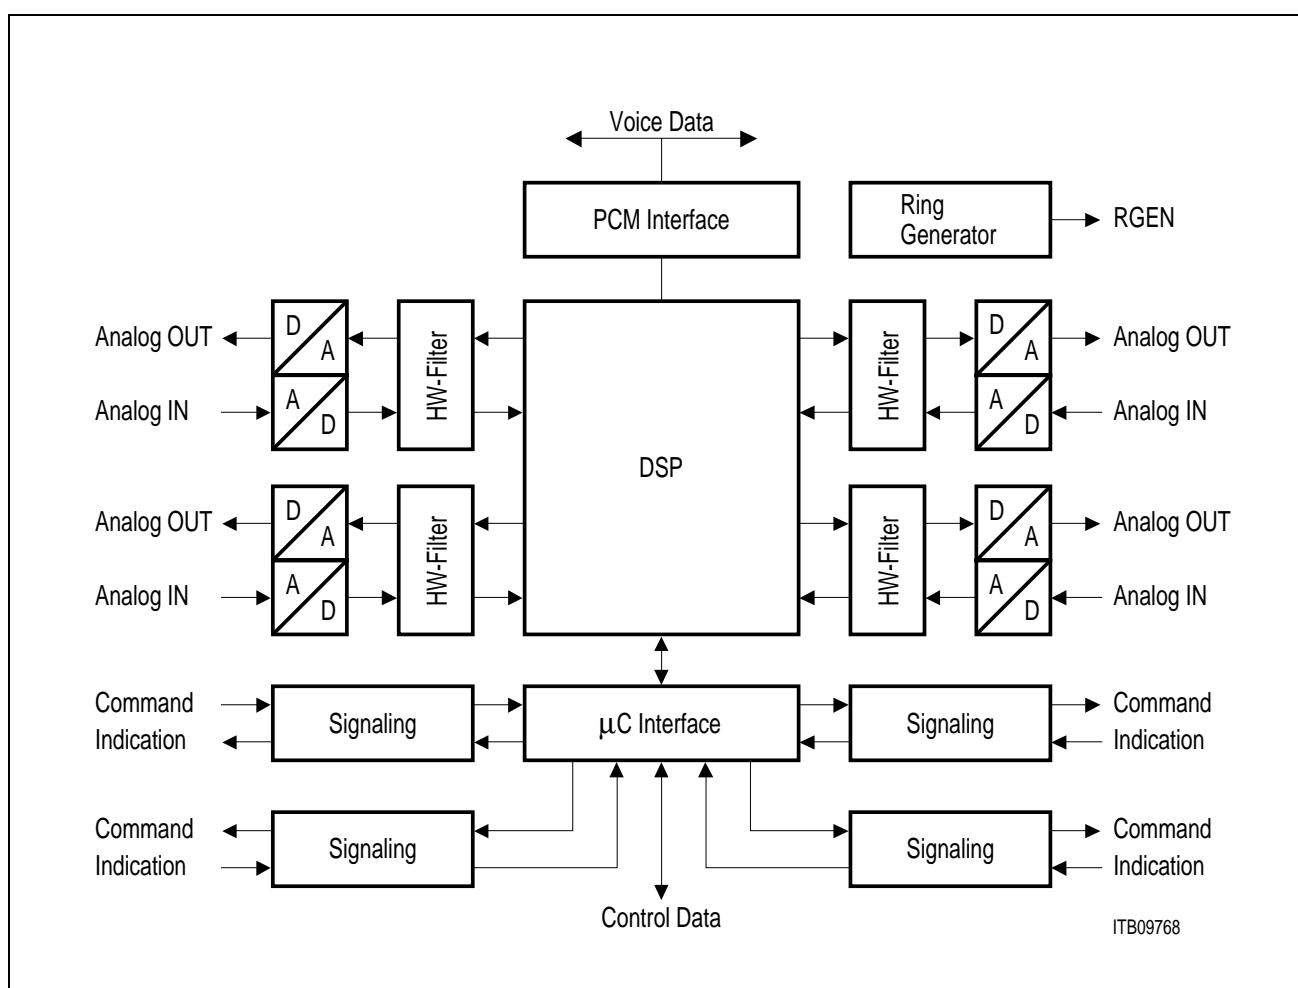 Voice Data
PCM Interface
Ring
Generator
RGEN
Analog OUT
D
A
HW-Filter
HW-Filter
D
A
Analog OUT
Analog IN
A
D
A
D
Analog IN
DSP
Analog OUT
D
A
HW-Filter
HW-Filter
D
A
Analog OUT
Analog IN
A
D
A
D
Analog IN
Command
Indication
Signaling
µC Interface
Signaling
Command
Indication
Command
Indication
Signaling
Signaling
Command
Indication
Control Data
ITB09768